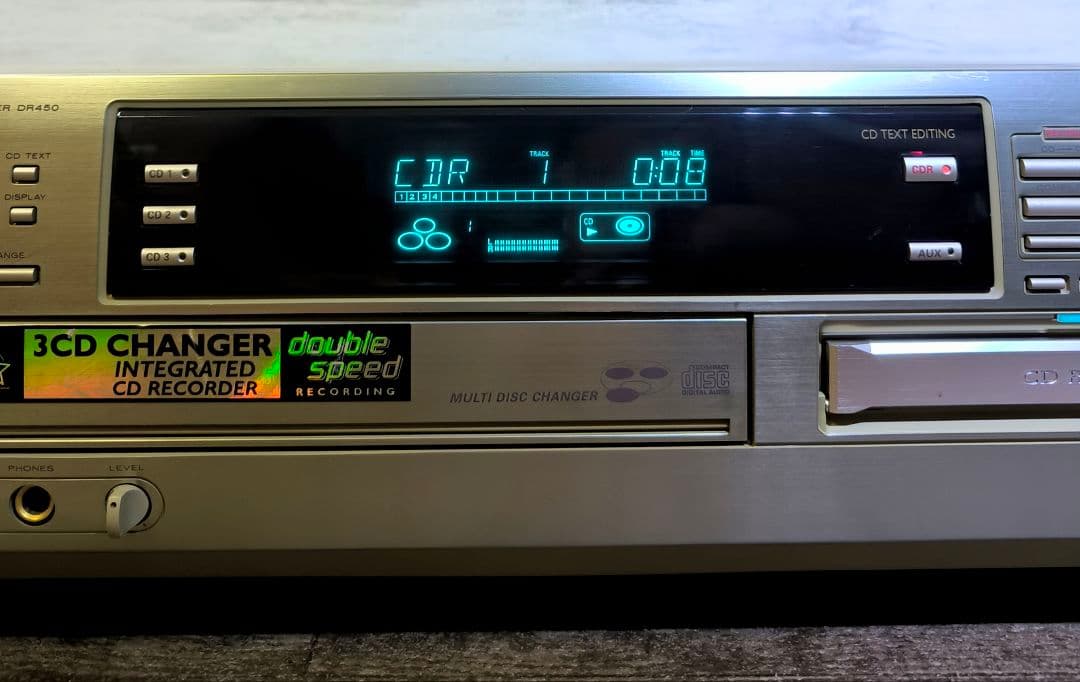 DR450
CD TEXT
DISPLAY
CD 1
CD 2
CD 3
TRACK
TRACK TIME
CDR 1 0:08
1 2 3 4
1
CD
L
R
CD TEXT EDITING
CDR
AUX
3CD CHANGER
INTEGRATED
CD RECORDER
double
speed
RECORDING
MULTI DISC CHANGER
COMPACT
disc
DIGITAL AUDIO
CD
PHONES
LEVEL